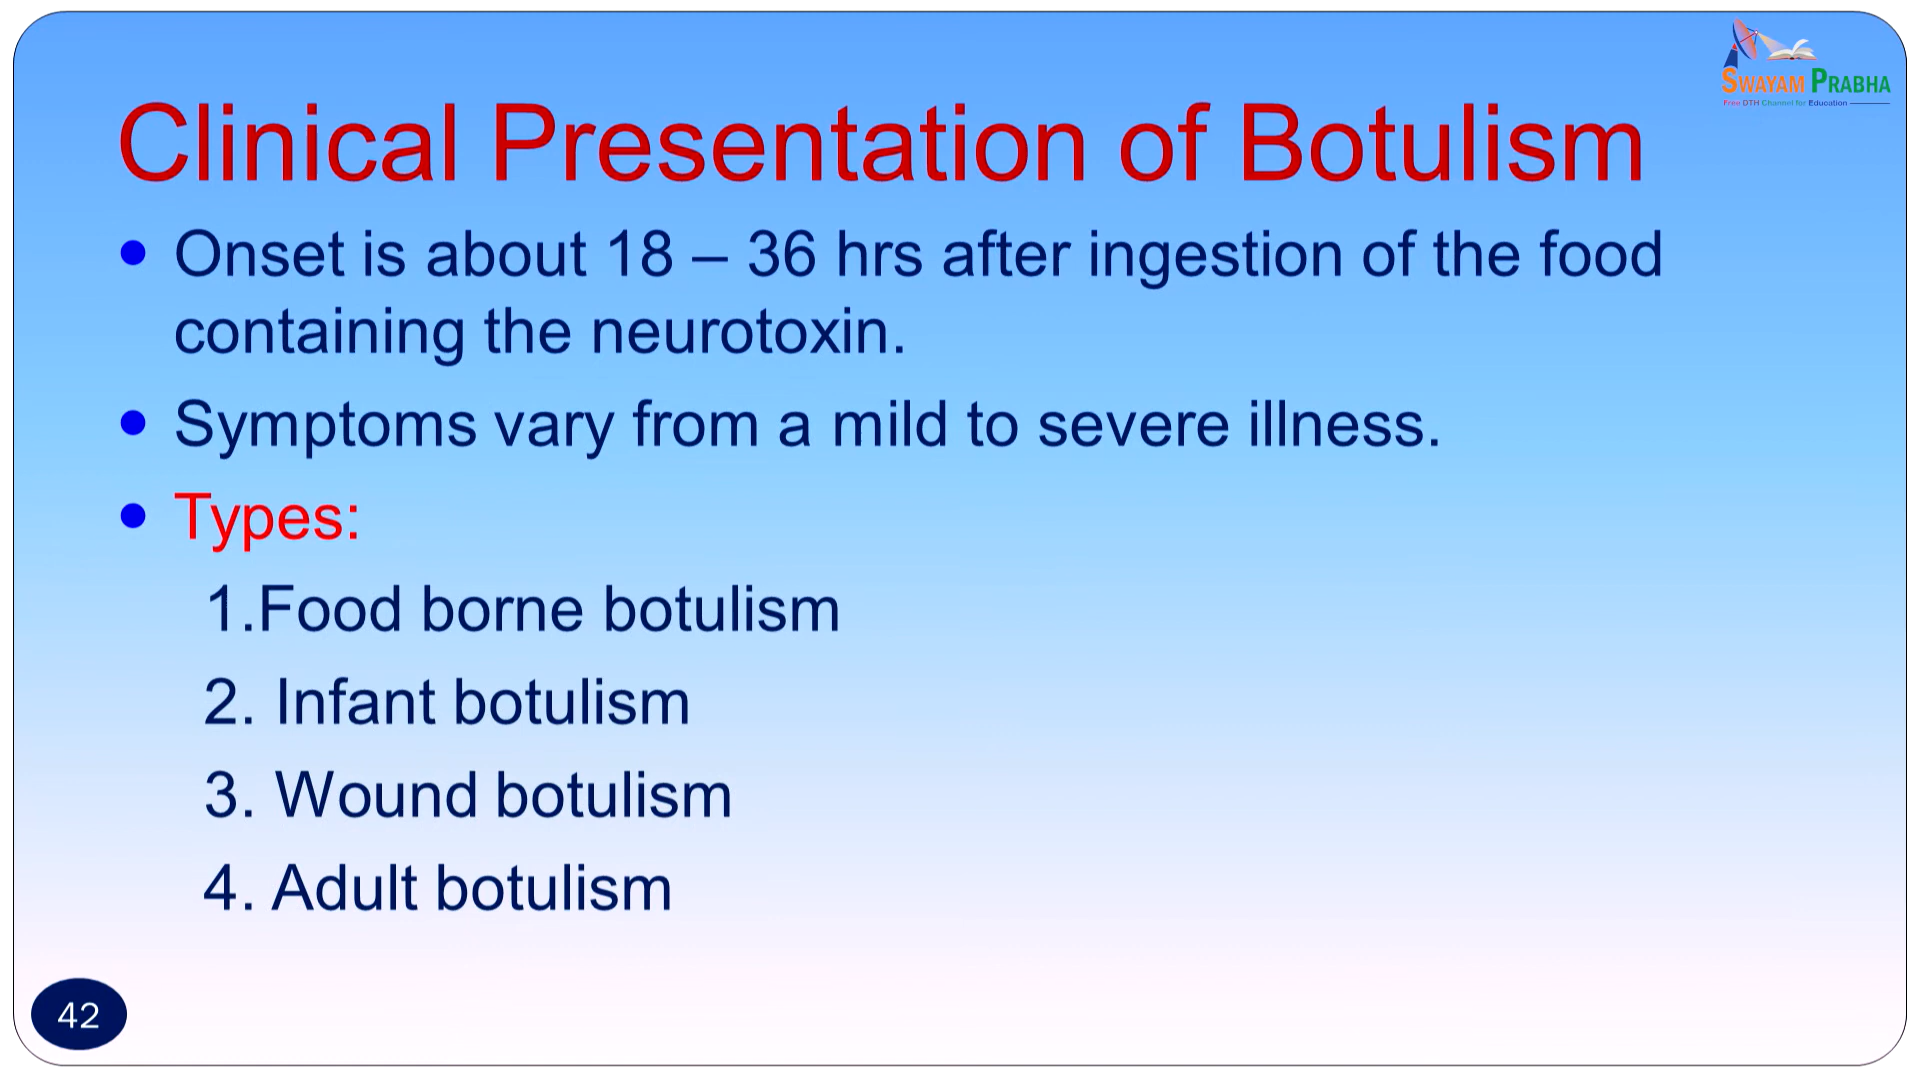 SWAYAM PRABHA
Free DTH Channel for Education
Clinical Presentation of Botulism
• Onset is about 18 – 36 hrs after ingestion of the food
containing the neurotoxin.
• Symptoms vary from a mild to severe illness.
• Types:
1.Food borne botulism
2. Infant botulism
3. Wound botulism
4. Adult botulism
42